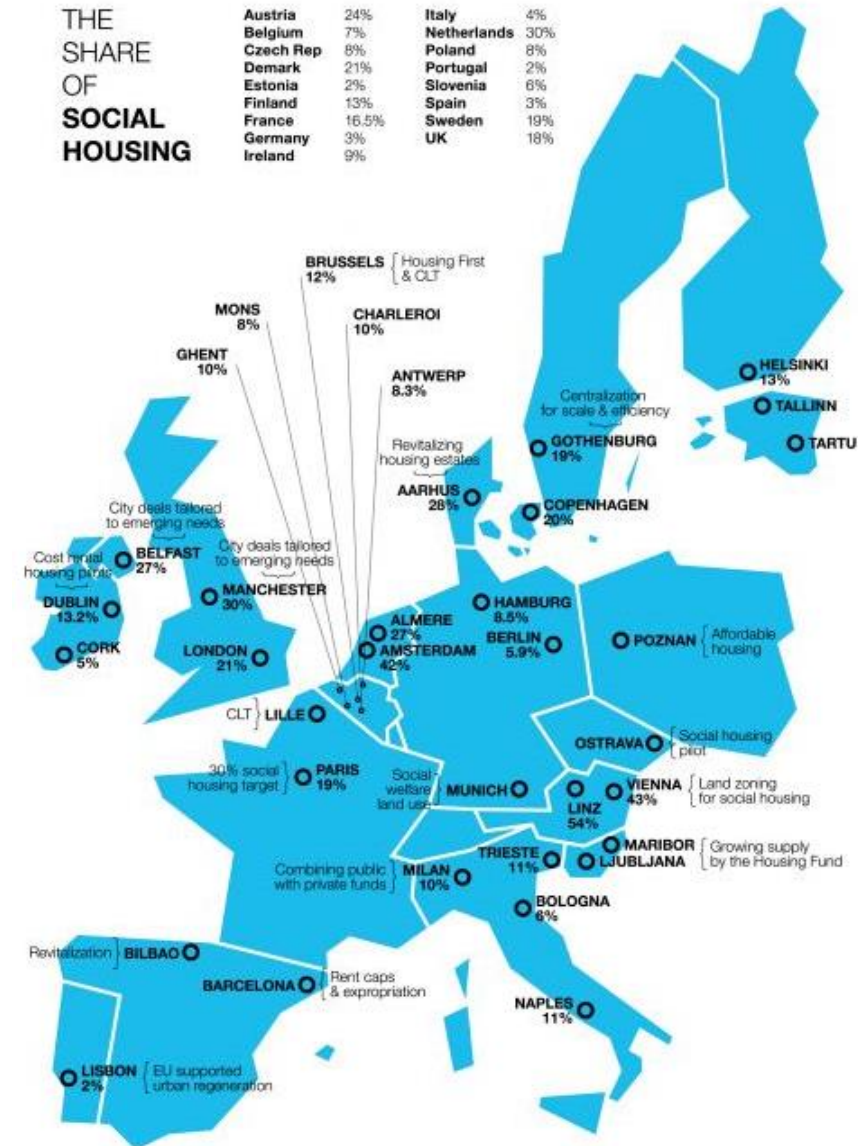 THE
SHARE
OF
SOCIAL
HOUSING
Austria 24%
Belgium 7%
Czech Rep 8%
Demark 21%
Estonia 2%
Finland 13%
France 16.5%
Germany 3%
Ireland 9%
Italy 4%
Netherlands 30%
Poland 8%
Portugal 2%
Slovenia 6%
Spain 3%
Sweden 19%
UK 18%
BRUSSELS
12%
Housing First
& CLT
MONS
8%
CHARLEROI
10%
GHENT
10%
ANTWERP
8.3%
HELSINKI
13%
TALLINN
TARTU
Centralization
for scale & efficiency
GOTHENBURG
19%
Revitalizing
housing estates
AARHUS
28%
COPENHAGEN
20%
City deals tailored
to emerging needs
BELFAST
27%
City deals tailored
to emerging needs
MANCHESTER
30%
Cost rental
housing pilots
DUBLIN
13.2%
CORK
5%
LONDON
21%
ALMERE
27%
AMSTERDAM
42%
HAMBURG
8.5%
BERLIN
5.9%
POZNAN
Affordable
housing
CLT
LILLE
OSTRAVA
Social housing
pilot
30% social
housing target
PARIS
19%
Social
welfare
land use
MUNICH
LINZ
54%
VIENNA
43%
Land zoning
for social housing
MARIBOR
LJUBLJANA
Growing supply
by the Housing Fund
TRIESTE
11%
Combining public
with private funds
MILAN
10%
BOLOGNA
6%
Revitalization
BILBAO
BARCELONA
Rent caps
& expropriation
NAPLES
11%
LISBON
2%
EU supported
urban regeneration